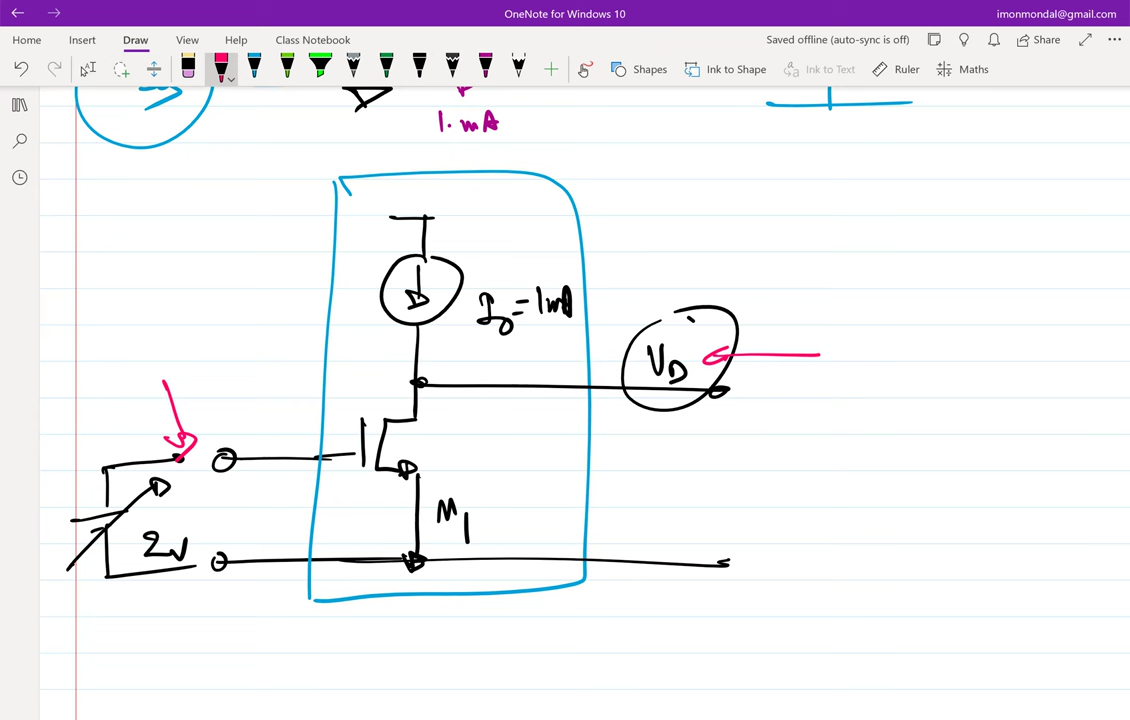 OneNote for Windows 10
imonmondal@gmail.com
Home Insert Draw View Help Class Notebook
Saved offline (auto-sync is off)
Share
Shapes Ink to Shape Ink to Text Ruler Maths
1. mA
I₀ = 1mA
V_D
M₁
2V